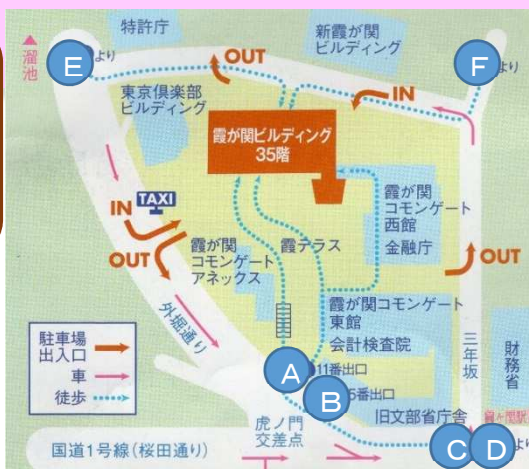 特許庁
新霞が関
ビルディング
溜池
E
より
OUT
F
より
東京倶楽部
ビルディング
IN
霞が関ビルディング
35階
霞が関
コモンゲート
西館
金融庁
TAXI
IN
OUT
霞が関
コモンゲート
アネックス
霞テラス
OUT
外堀通り
霞が関コモンゲート
東館
会計検査院
三年坂
財務省
駐車場
出入口
車
徒歩
A
11番出口
B
5番出口
旧文部省庁舎
虎ノ門
交差点
C
D
国道1号線(桜田通り)